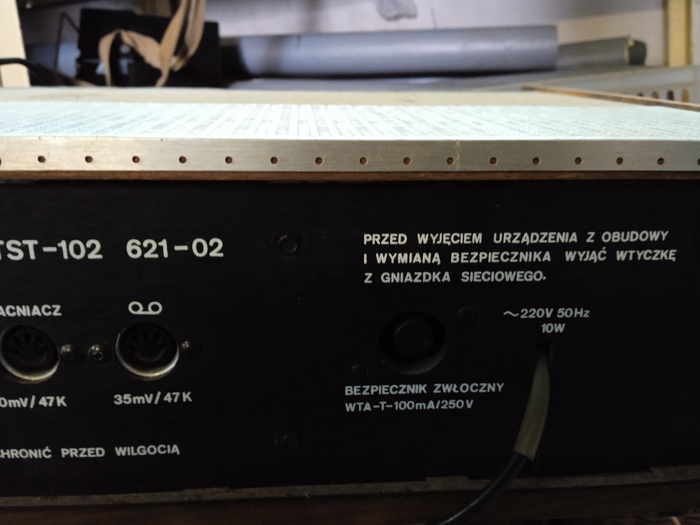 TST-102 621-02
PRZED WYJĘCIEM URZĄDZENIA Z OBUDOWY
I WYMIANĄ BEZPIECZNIKA WYJĄĆ WTYCZKĘ
Z GNIAZDKA SIECIOWEGO.
ACNIACZ
~220V 50Hz
10W
0mV/47K
35mV/47K
BEZPIECZNIK ZWŁOCZNY
WTA-T-100mA/250V
CHRONIĆ PRZED WILGOCIĄ